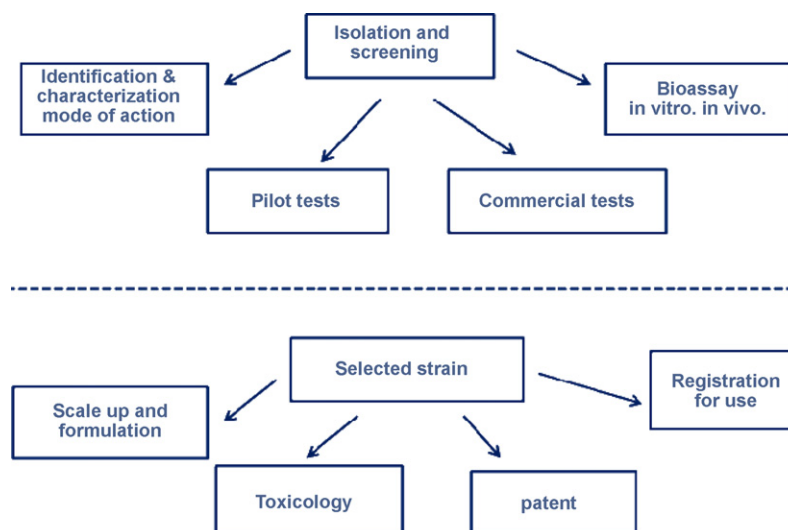 Isolation and
screening
Identification &
characterization
mode of action
Bioassay
in vitro. in vivo.
Pilot tests
Commercial tests
Selected strain
Registration
for use
Scale up and
formulation
Toxicology
patent